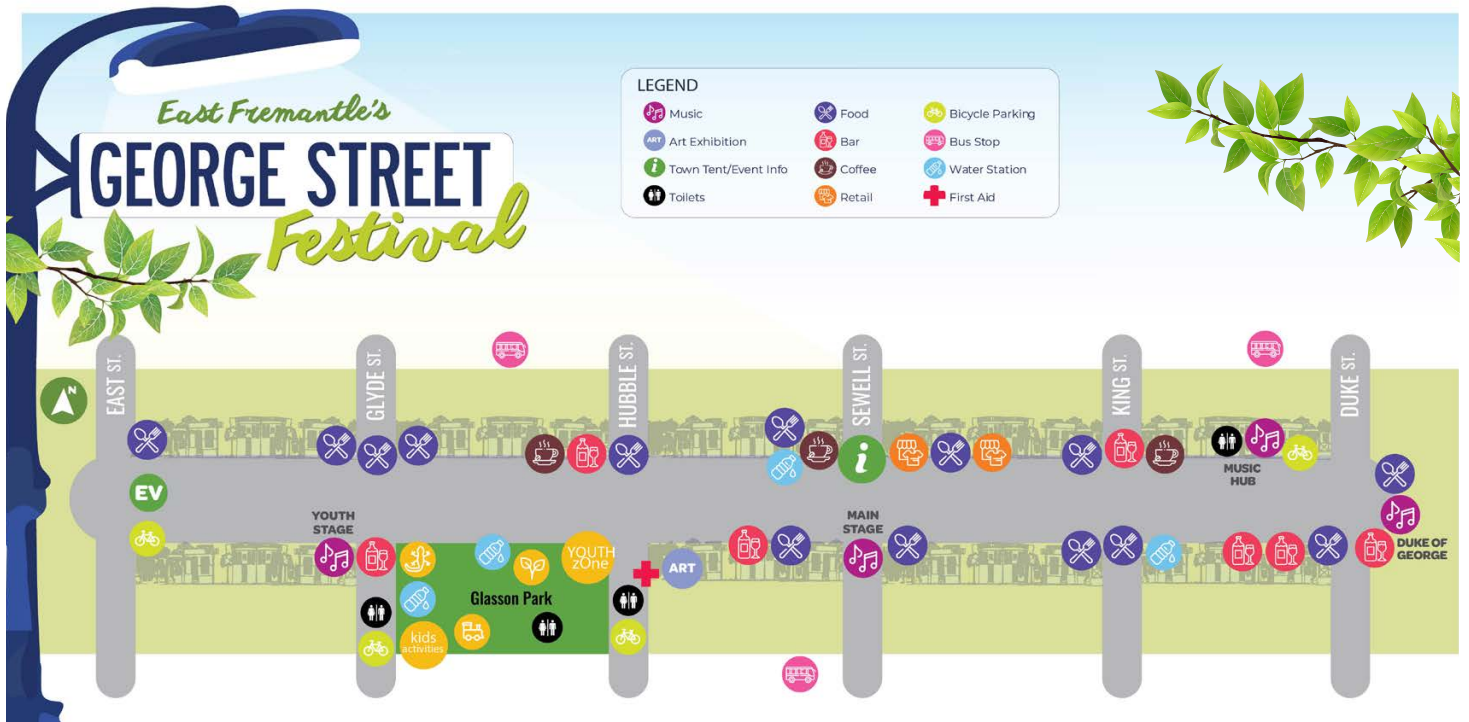 East Fremantle's
GEORGE STREET
Festival
LEGEND
Music
ART Art Exhibition
i Town Tent/Event Info
Toilets
Food
Bar
Coffee
Retail
Bicycle Parking
Bus Stop
Water Station
First Aid
N
EAST ST.
GLYDE ST.
HUBBLE ST.
SEWELL ST.
KING ST.
DUKE ST.
i
MUSIC
HUB
EV
YOUTH
STAGE
MAIN
STAGE
DUKE OF
GEORGE
YOUTH
zOne
ART
Glasson Park
kids
activities